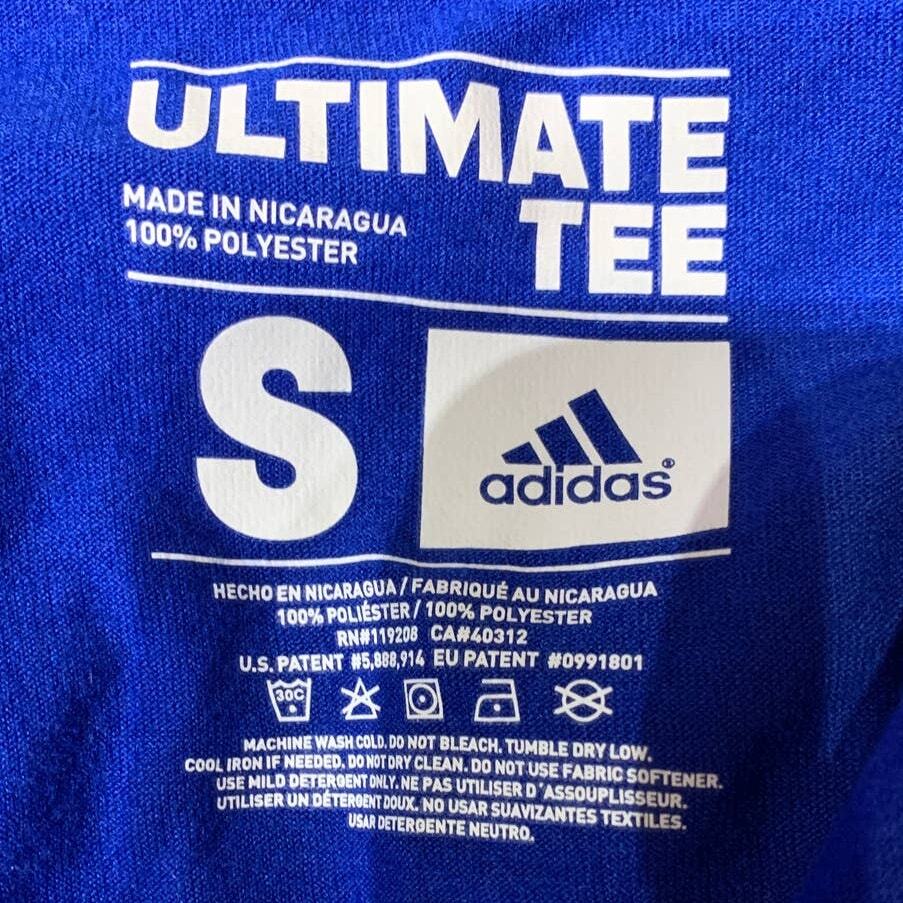 ULTIMATE
TEE
MADE IN NICARAGUA
100% POLYESTER
S
adidas®
HECHO EN NICARAGUA / FABRIQUÉ AU NICARAGUA
100% POLIÉSTER / 100% POLYESTER
RN#119208 CA#40312
U.S. PATENT #5,888,914 EU PATENT #0991801
30C
MACHINE WASH COLD. DO NOT BLEACH. TUMBLE DRY LOW.
COOL IRON IF NEEDED. DO NOT DRY CLEAN. DO NOT USE FABRIC SOFTENER.
USE MILD DETERGENT ONLY. NE PAS UTILISER D'ASSOUPLISSEUR.
UTILISER UN DÉTERGENT DOUX. NO USAR SUAVIZANTES TEXTILES.
USAR DETERGENTE NEUTRO.